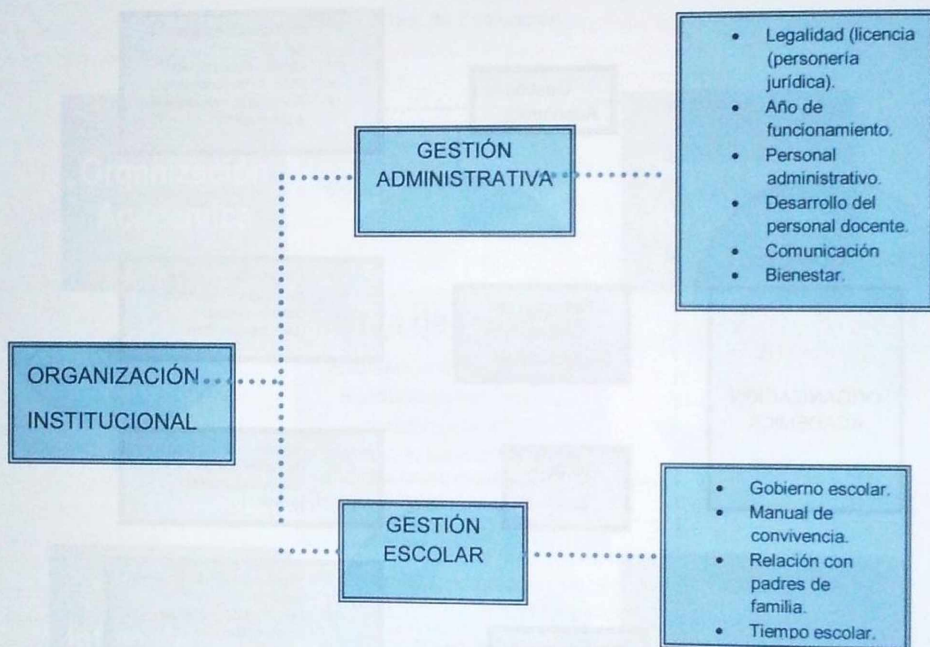 ORGANIZACIÓN
INSTITUCIONAL
GESTIÓN
ADMINISTRATIVA
• Legalidad (licencia
(personería
jurídica).
• Año de
funcionamiento.
• Personal
administrativo.
• Desarrollo del
personal docente.
• Comunicación
• Bienestar.
GESTIÓN
ESCOLAR
• Gobierno escolar.
• Manual de
convivencia.
• Relación con
padres de
familia.
• Tiempo escolar.